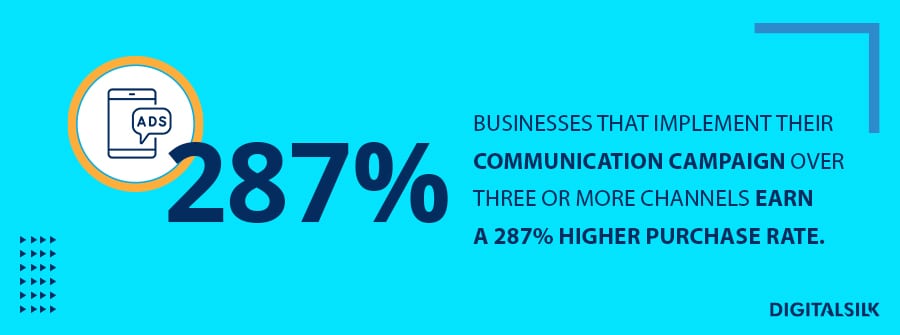 ADS
287%
BUSINESSES THAT IMPLEMENT THEIR
COMMUNICATION CAMPAIGN OVER
THREE OR MORE CHANNELS EARN
A 287% HIGHER PURCHASE RATE.
DIGITALSILK